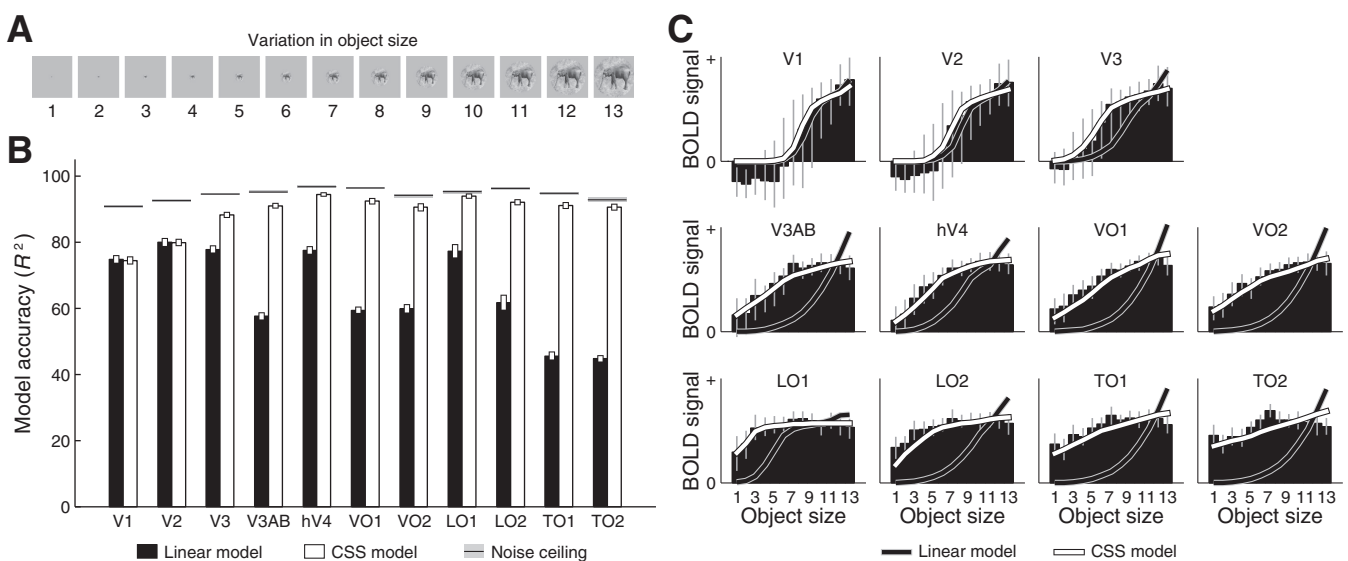 A
Variation in object size
1 2 3 4 5 6 7 8 9 10 11 12 13
B
Model accuracy (R²)
100
80
60
40
20
0
V1 V2 V3 V3AB hV4 VO1 VO2 LO1 LO2 TO1 TO2
Linear model CSS model Noise ceiling
C
V1 V2 V3
BOLD signal
+
0
V3AB hV4 VO1 VO2
BOLD signal
+
0
LO1 LO2 TO1 TO2
BOLD signal
+
0
1 3 5 7 9 11 13 1 3 5 7 9 11 13 1 3 5 7 9 11 13 1 3 5 7 9 11 13
Object size Object size Object size Object size
Linear model CSS model